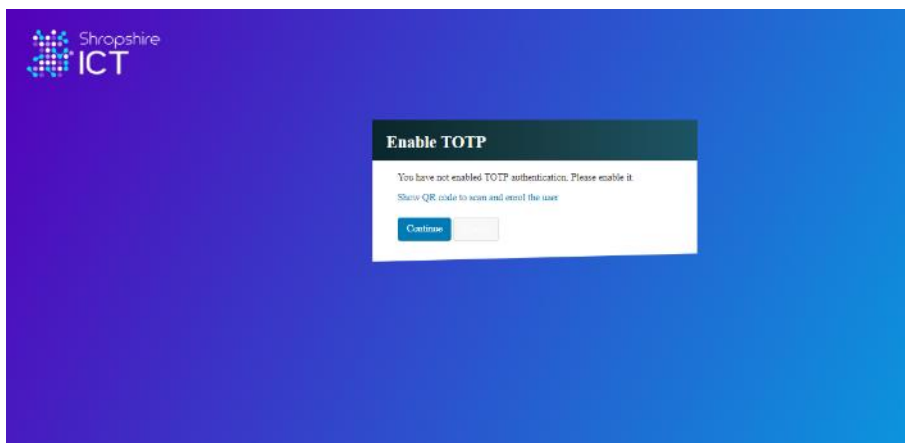 Shropshire
ICT
Enable TOTP
You have not enabled TOTP authentication. Please enable it.
Show QR code to scan and enrol the user
Continue